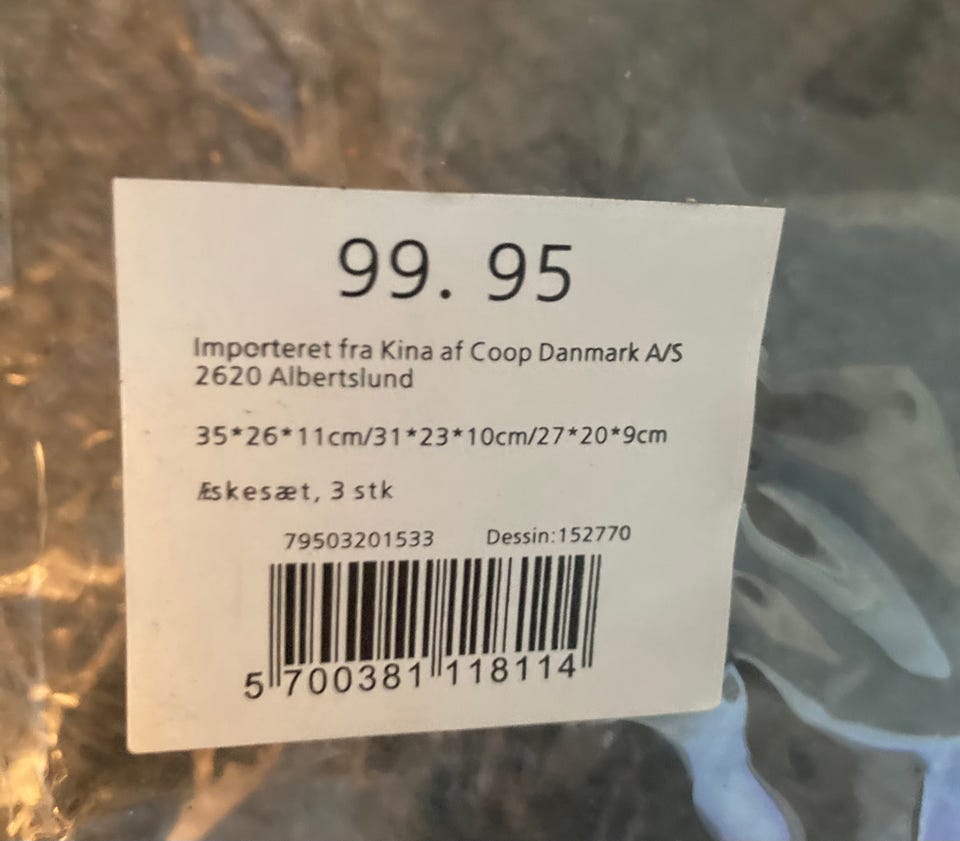 99. 95
Importeret fra Kina af Coop Danmark A/S
2620 Albertslund
35*26*11cm/31*23*10cm/27*20*9cm
Æskesæt, 3 stk
79503201533 Dessin:152770
5 700381 118114